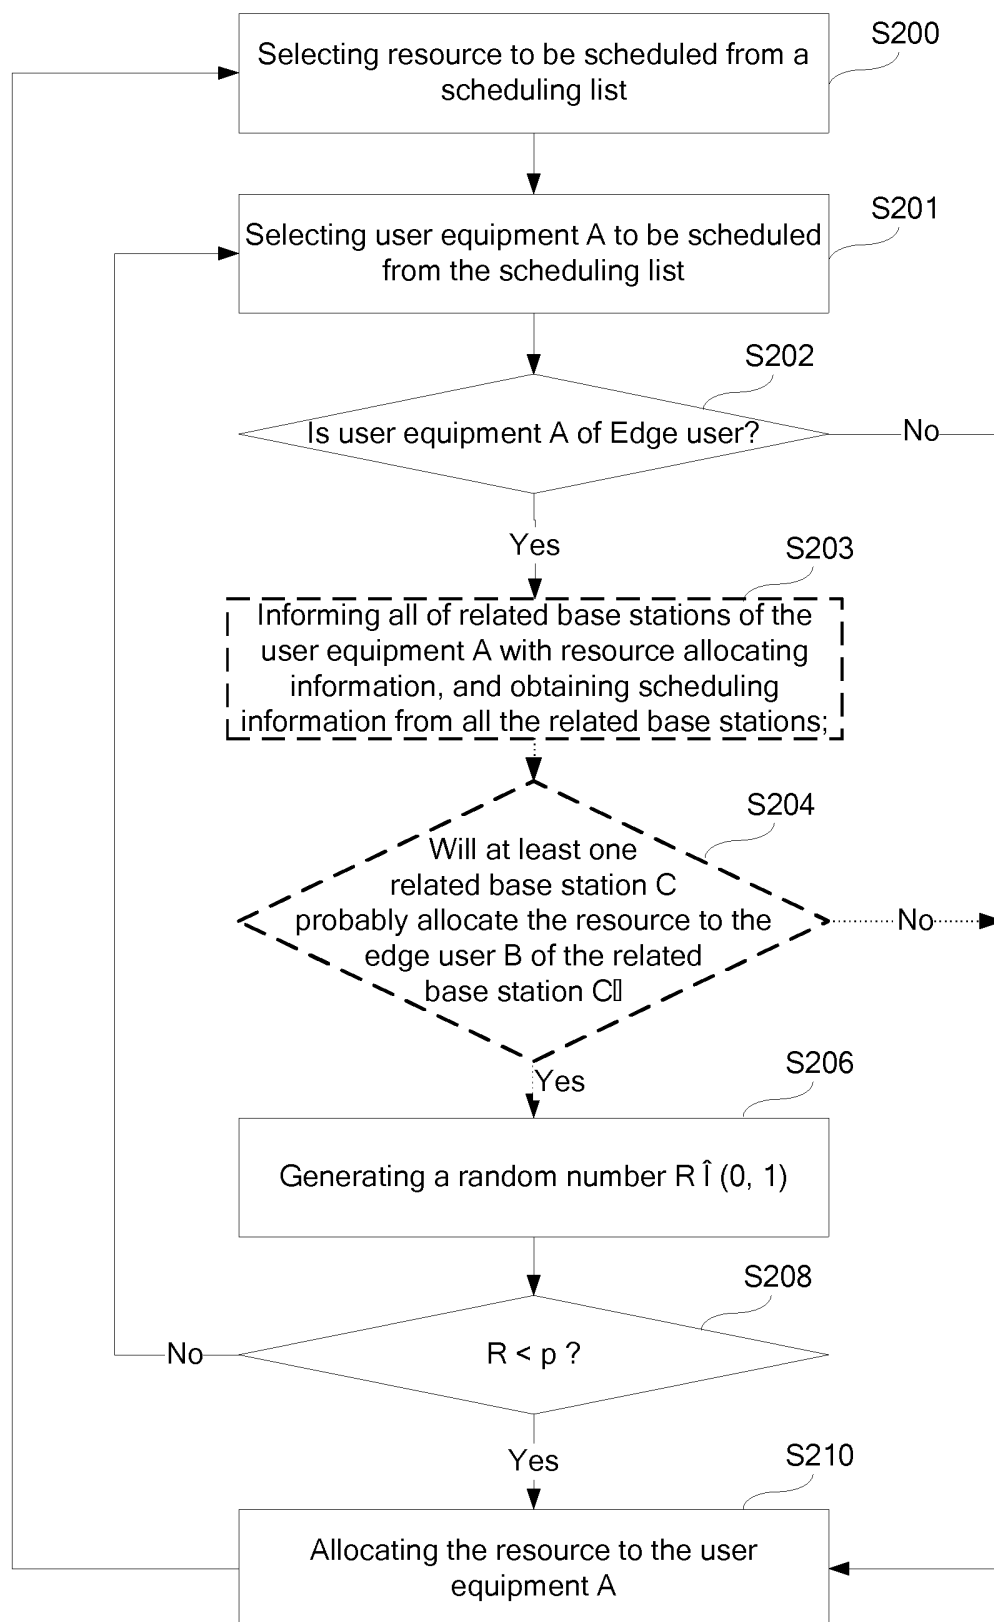 S200
Selecting resource to be scheduled from a
scheduling list
S201
Selecting user equipment A to be scheduled
from the scheduling list
S202
Is user equipment A of Edge user?
No
Yes
S203
Informing all of related base stations of the
user equipment A with resource allocating
information, and obtaining scheduling
information from all the related base stations;
S204
Will at least one
related base station C
probably allocate the resource to the
edge user B of the related
base station C▯
No
Yes
S206
Generating a random number R Î (0, 1)
S208
R < p ?
No
Yes
S210
Allocating the resource to the user
equipment A